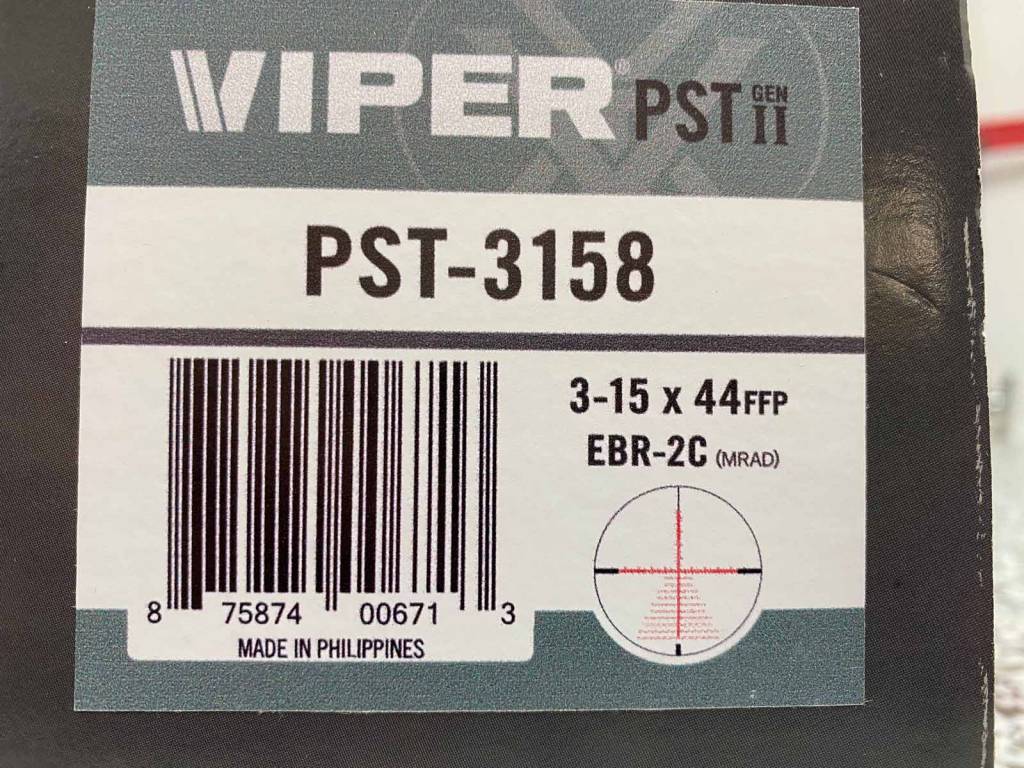 VIPER® PST GEN II
PST-3158
3-15 x 44FFP
EBR-2C (MRAD)
8 75874 00671 3
MADE IN PHILIPPINES